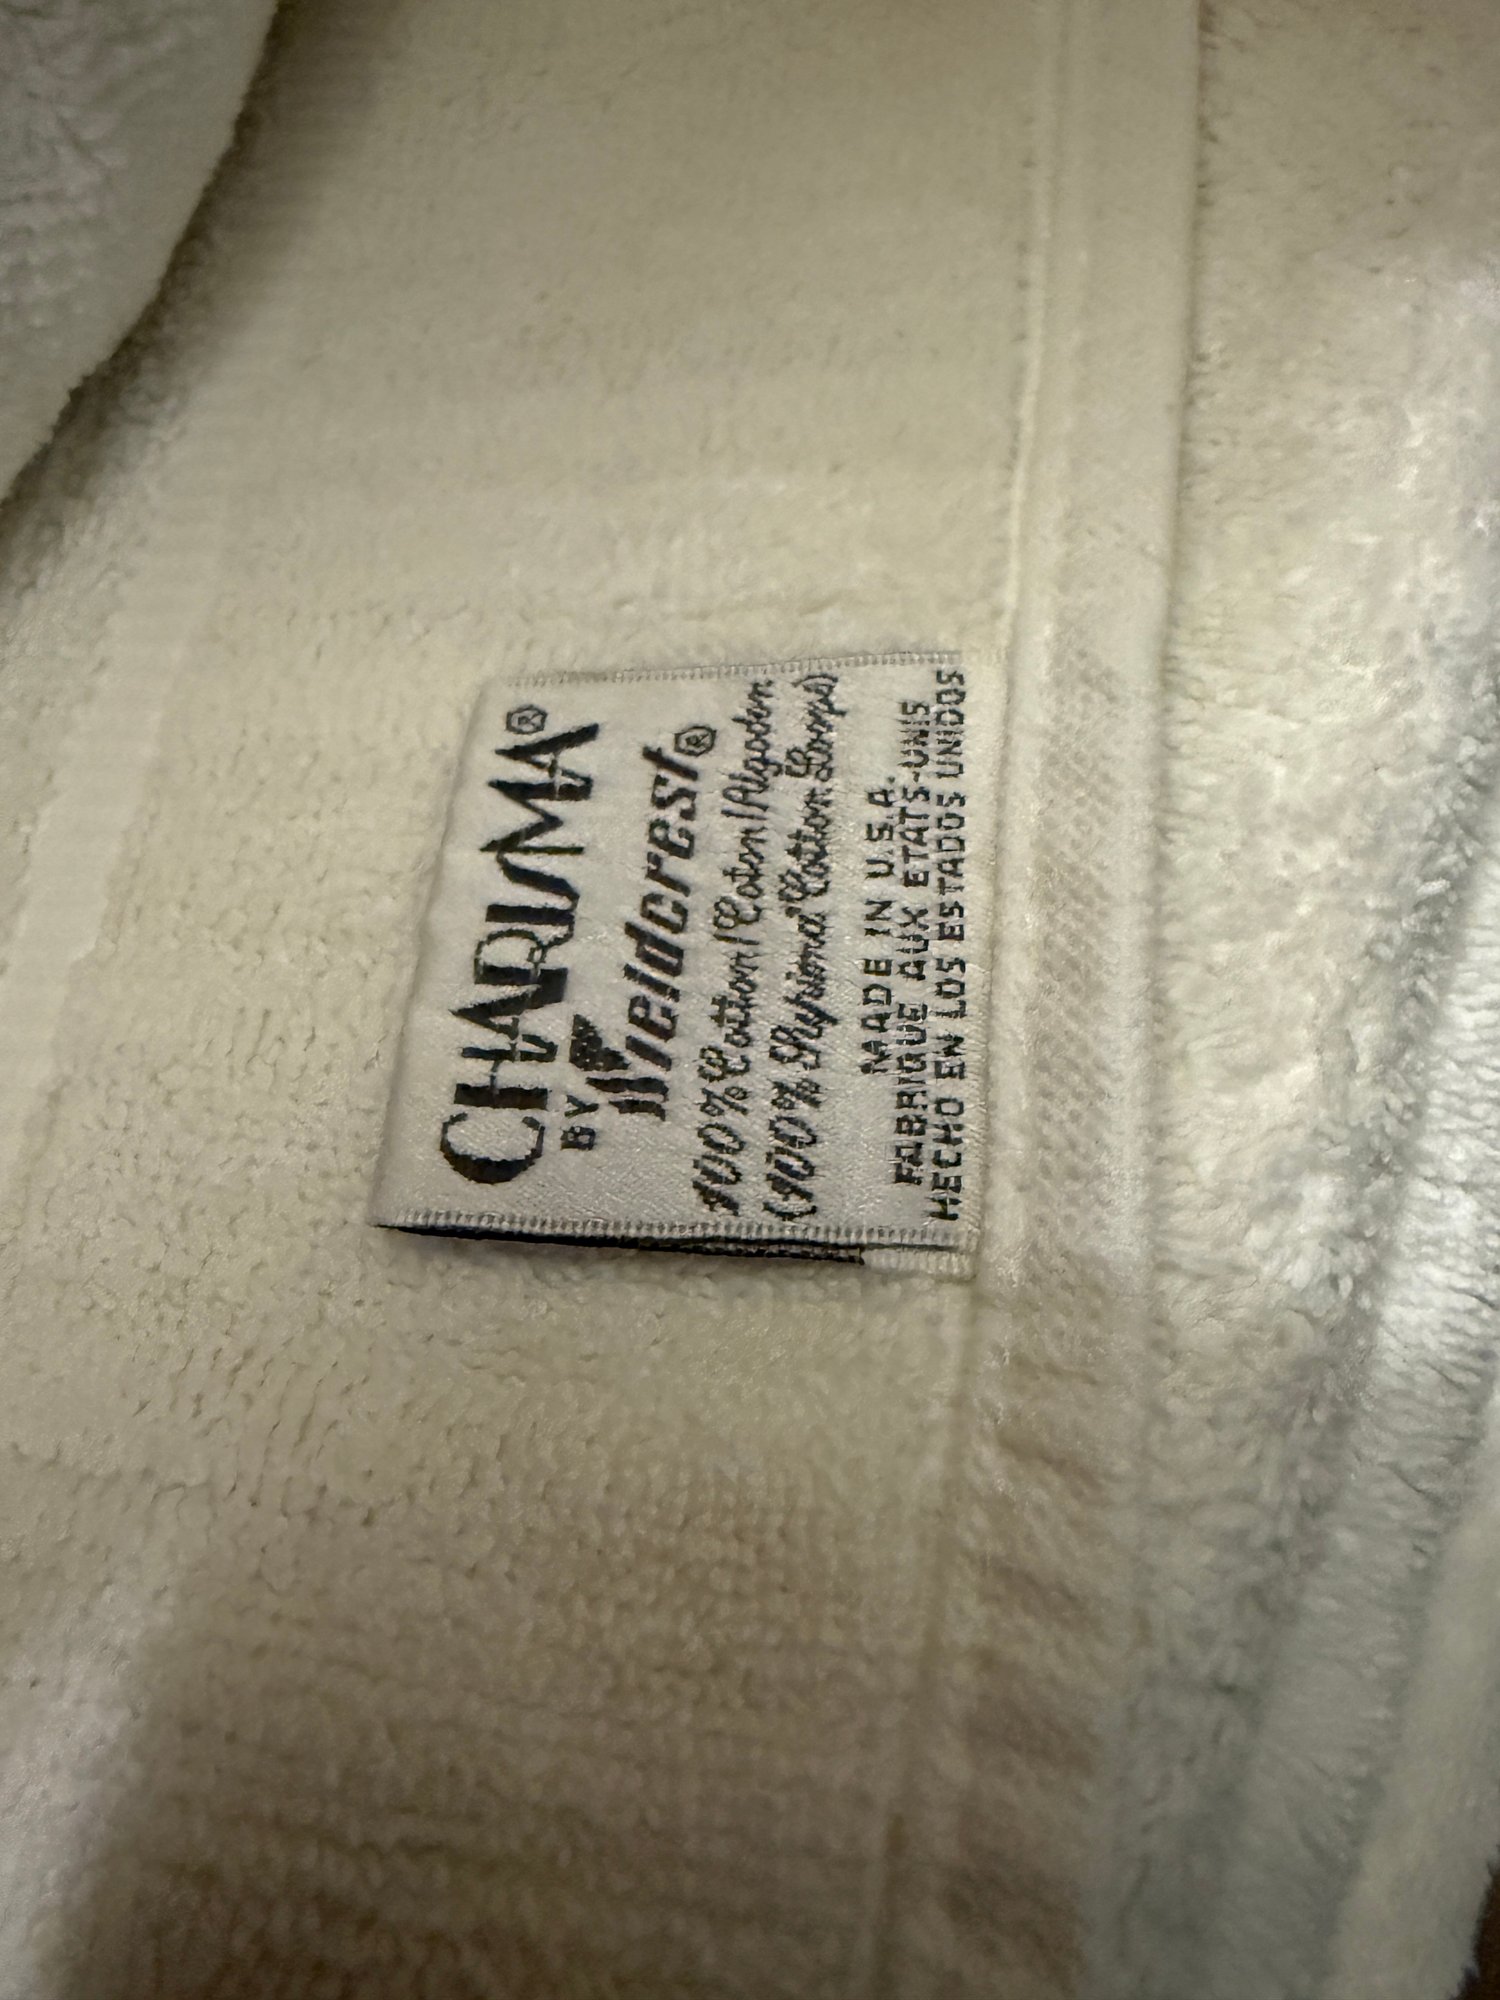 CHARISMA®
BY Fieldcrest®
100% Cotton/Coton/Algodon
(100% Supima® Cotton Loops)
MADE IN U.S.A.
FABRIQUE AUX ETATS-UNIS
HECHO EN LOS ESTADOS UNIDOS